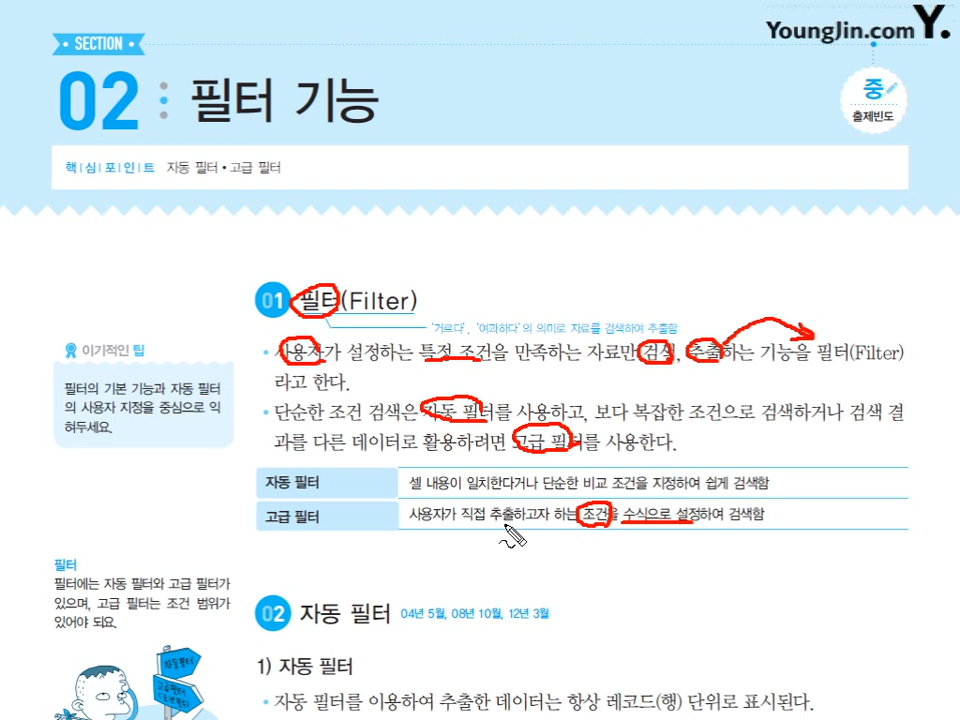 YoungJin.com Y.
SECTION
02 필터 기능
중
출제빈도
핵심포인트 자동 필터 • 고급 필터
01 필터(Filter)
'거르다', '여과하다'의 의미로 자료를 검색하여 추출함
• 사용자가 설정하는 특정 조건을 만족하는 자료만 검색, 추출하는 기능을 필터(Filter)
라고 한다.
• 단순한 조건 검색은 자동 필터를 사용하고, 보다 복잡한 조건으로 검색하거나 검색 결
과를 다른 데이터로 활용하려면 고급 필터를 사용한다.
이기적인 팁
필터의 기본 기능과 자동 필터
의 사용자 지정을 중심으로 익
혀두세요.
자동 필터 셀 내용이 일치한다거나 단순한 비교 조건을 지정하여 쉽게 검색함
고급 필터 사용자가 직접 추출하고자 하는 조건을 수식으로 설정하여 검색함
필터
필터에는 자동 필터와 고급 필터가
있으며, 고급 필터는 조건 범위가
있어야 되요.
자동필터
고급필터
02 자동 필터 04년 5월, 08년 10월, 12년 3월
1) 자동 필터
• 자동 필터를 이용하여 추출한 데이터는 항상 레코드(행) 단위로 표시된다.